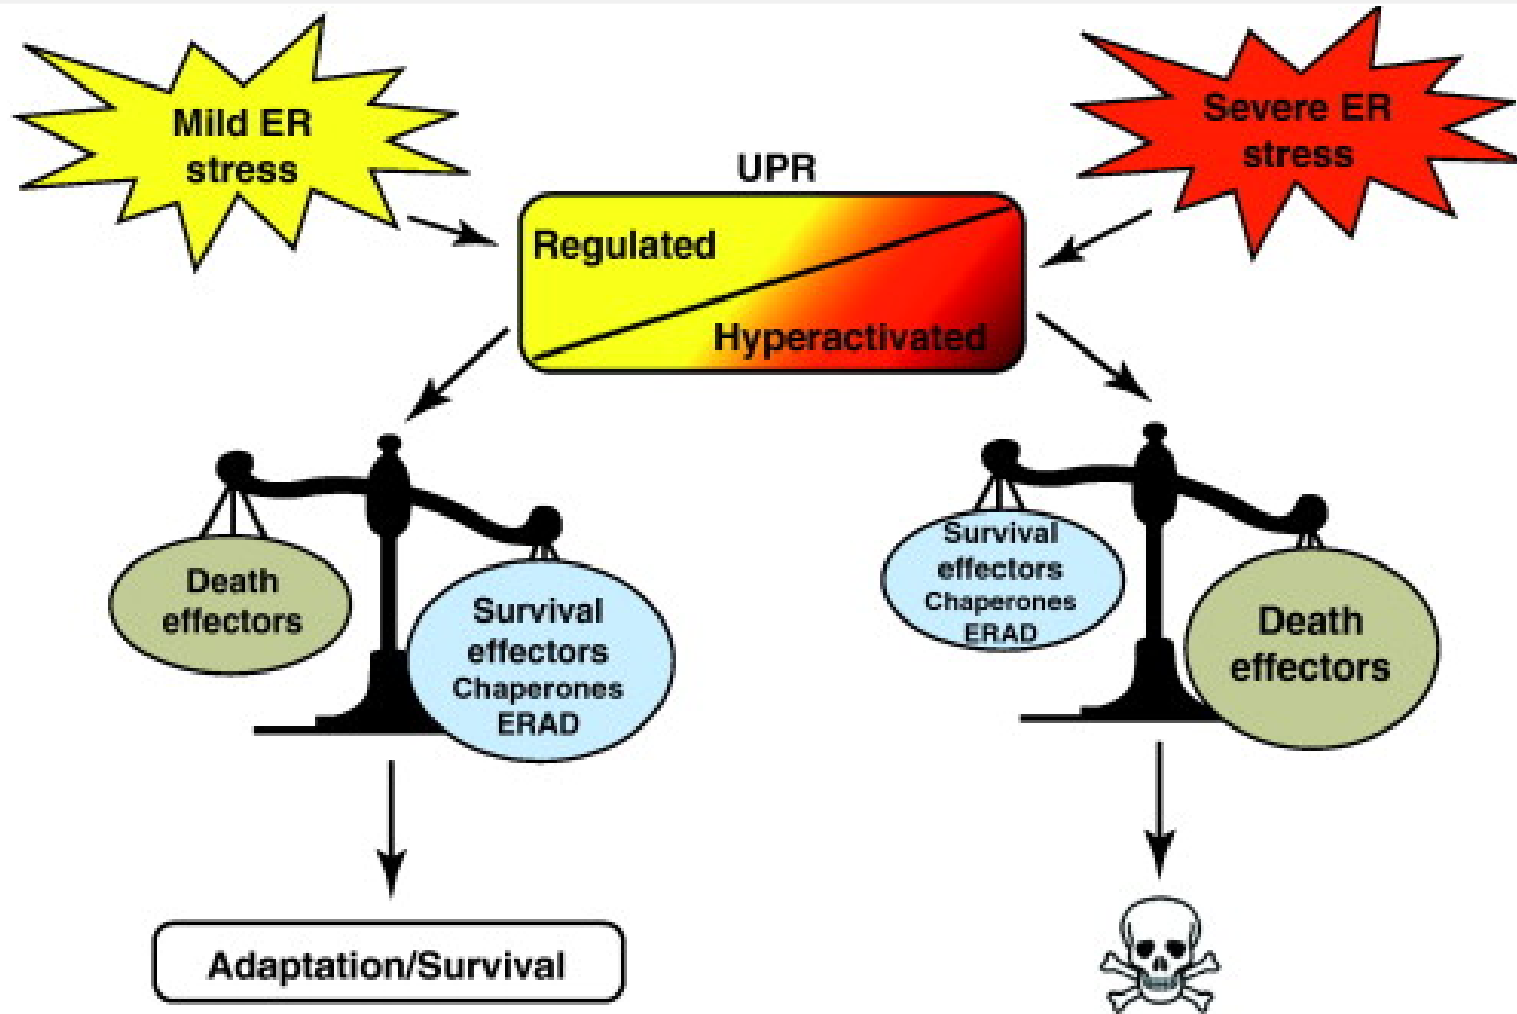 Mild ER
stress
Severe ER
stress
UPR
Regulated
Hyperactivated
Death
effectors
Survival
effectors
Chaperones
ERAD
Survival
effectors
Chaperones
ERAD
Death
effectors
Adaptation/Survival